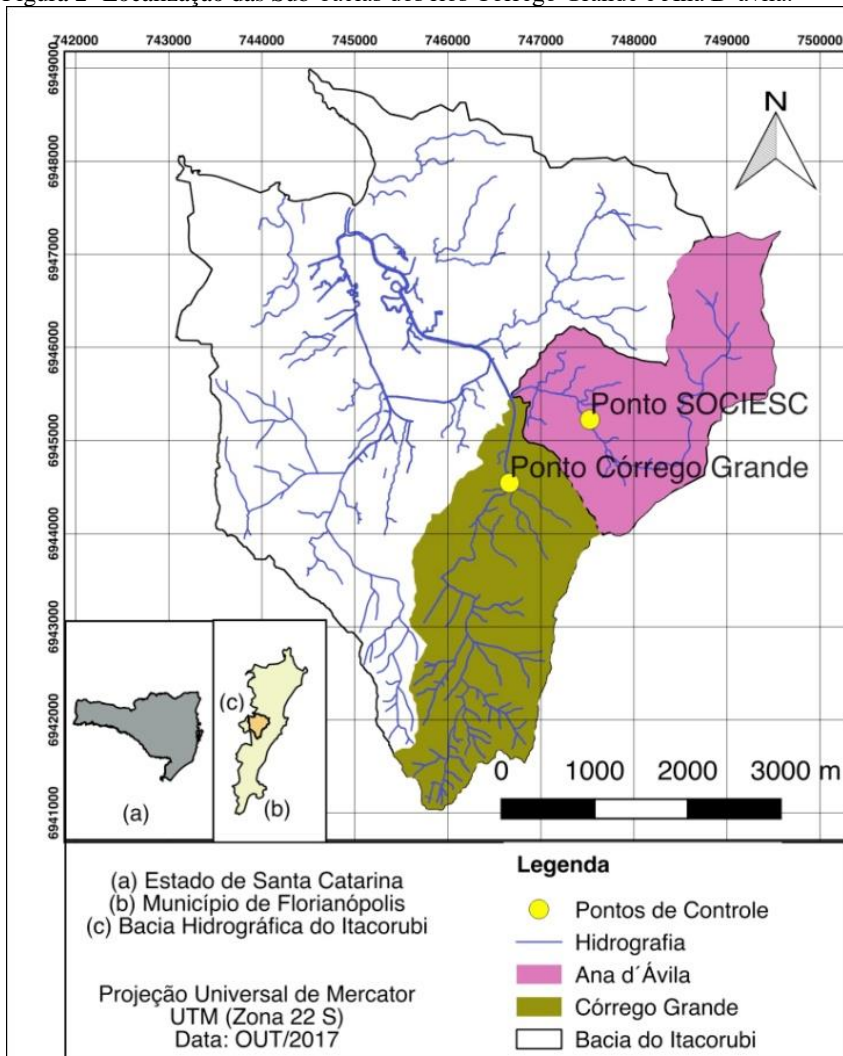 742000 743000 744000 745000 746000 747000 748000 749000 750000
6949000
6948000
6947000
6946000
6945000
6944000
6943000
6942000
6941000
N
Ponto SOCIESC
Ponto Córrego Grande
(c)
(a)
(b)
0 1000 2000 3000 m
(a) Estado de Santa Catarina
(b) Município de Florianópolis
(c) Bacia Hidrográfica do Itacorubi
Projeção Universal de Mercator
UTM (Zona 22 S)
Data: OUT/2017
Legenda
Pontos de Controle
Hidrografia
Ana d´Ávila
Córrego Grande
Bacia do Itacorubi